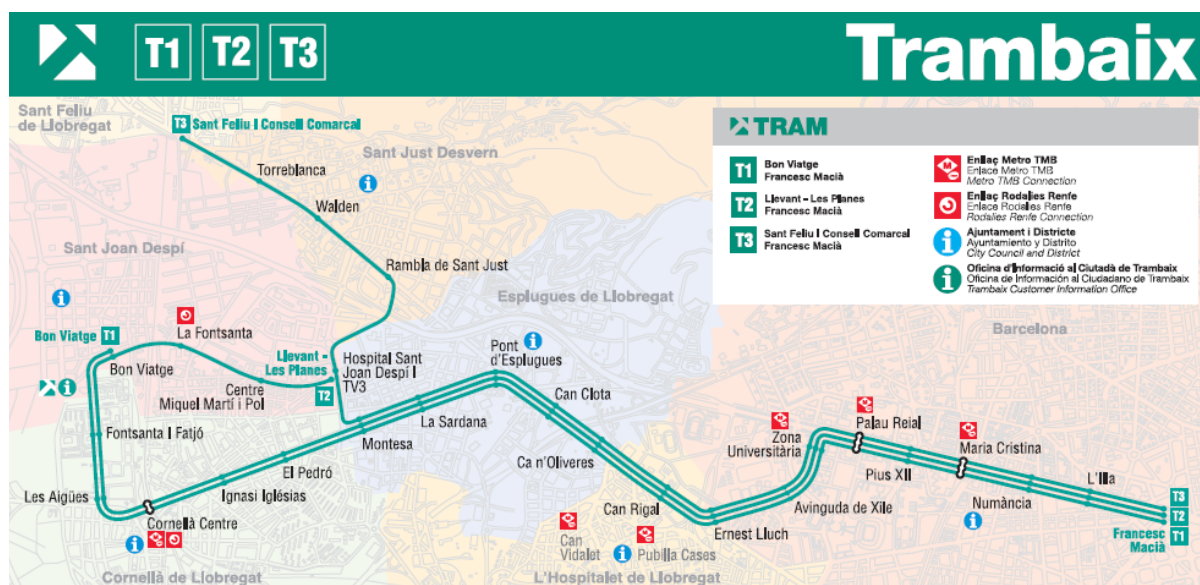 T1 T2 T3
Trambaix
Sant Feliu
de Llobregat
T3 Sant Feliu | Consell Comarcal
Sant Just Desvern
Torreblanca
Walden
Sant Joan Despí
Rambla de Sant Just
TRAM
T1
Bon Viatge
Francesc Macià
T2
Llevant - Les Planes
Francesc Macià
T3
Sant Feliu | Consell Comarcal
Francesc Macià
Enllaç Metro TMB
Enlace Metro TMB
Metro TMB Connection
Enllaç Rodalies Renfe
Enlace Rodalies Renfe
Rodalies Renfe Connection
Ajuntament i Districte
Ayuntamiento y Distrito
City Council and District
Oficina d'Informació al Ciutadà de Trambaix
Oficina de Información al Ciudadano de Trambaix
Trambaix Customer Information Office
Esplugues de Llobregat
Barcelona
Bon Viatge T1
La Fontsanta
Bon Viatge
Centre
Miquel Martí i Pol
Llevant -
Les Planes
T2
Hospital Sant
Joan Despí |
TV3
Pont
d'Esplugues
Can Clota
La Sardana
Montesa
Fontsanta | Fatjó
El Pedró
Ignasi Iglésias
Les Aigües
Cornellà Centre
Cornellà de Llobregat
Ca n'Oliveres
Can Rigal
Can
Vidalet
Pubilla Cases
L'Hospitalet de Llobregat
Ernest Lluch
Avinguda de Xile
Zona
Universitària
Palau Reial
Pius XII
Maria Cristina
Numància
L'Illa
T3
T2
Francesc
Macià T1